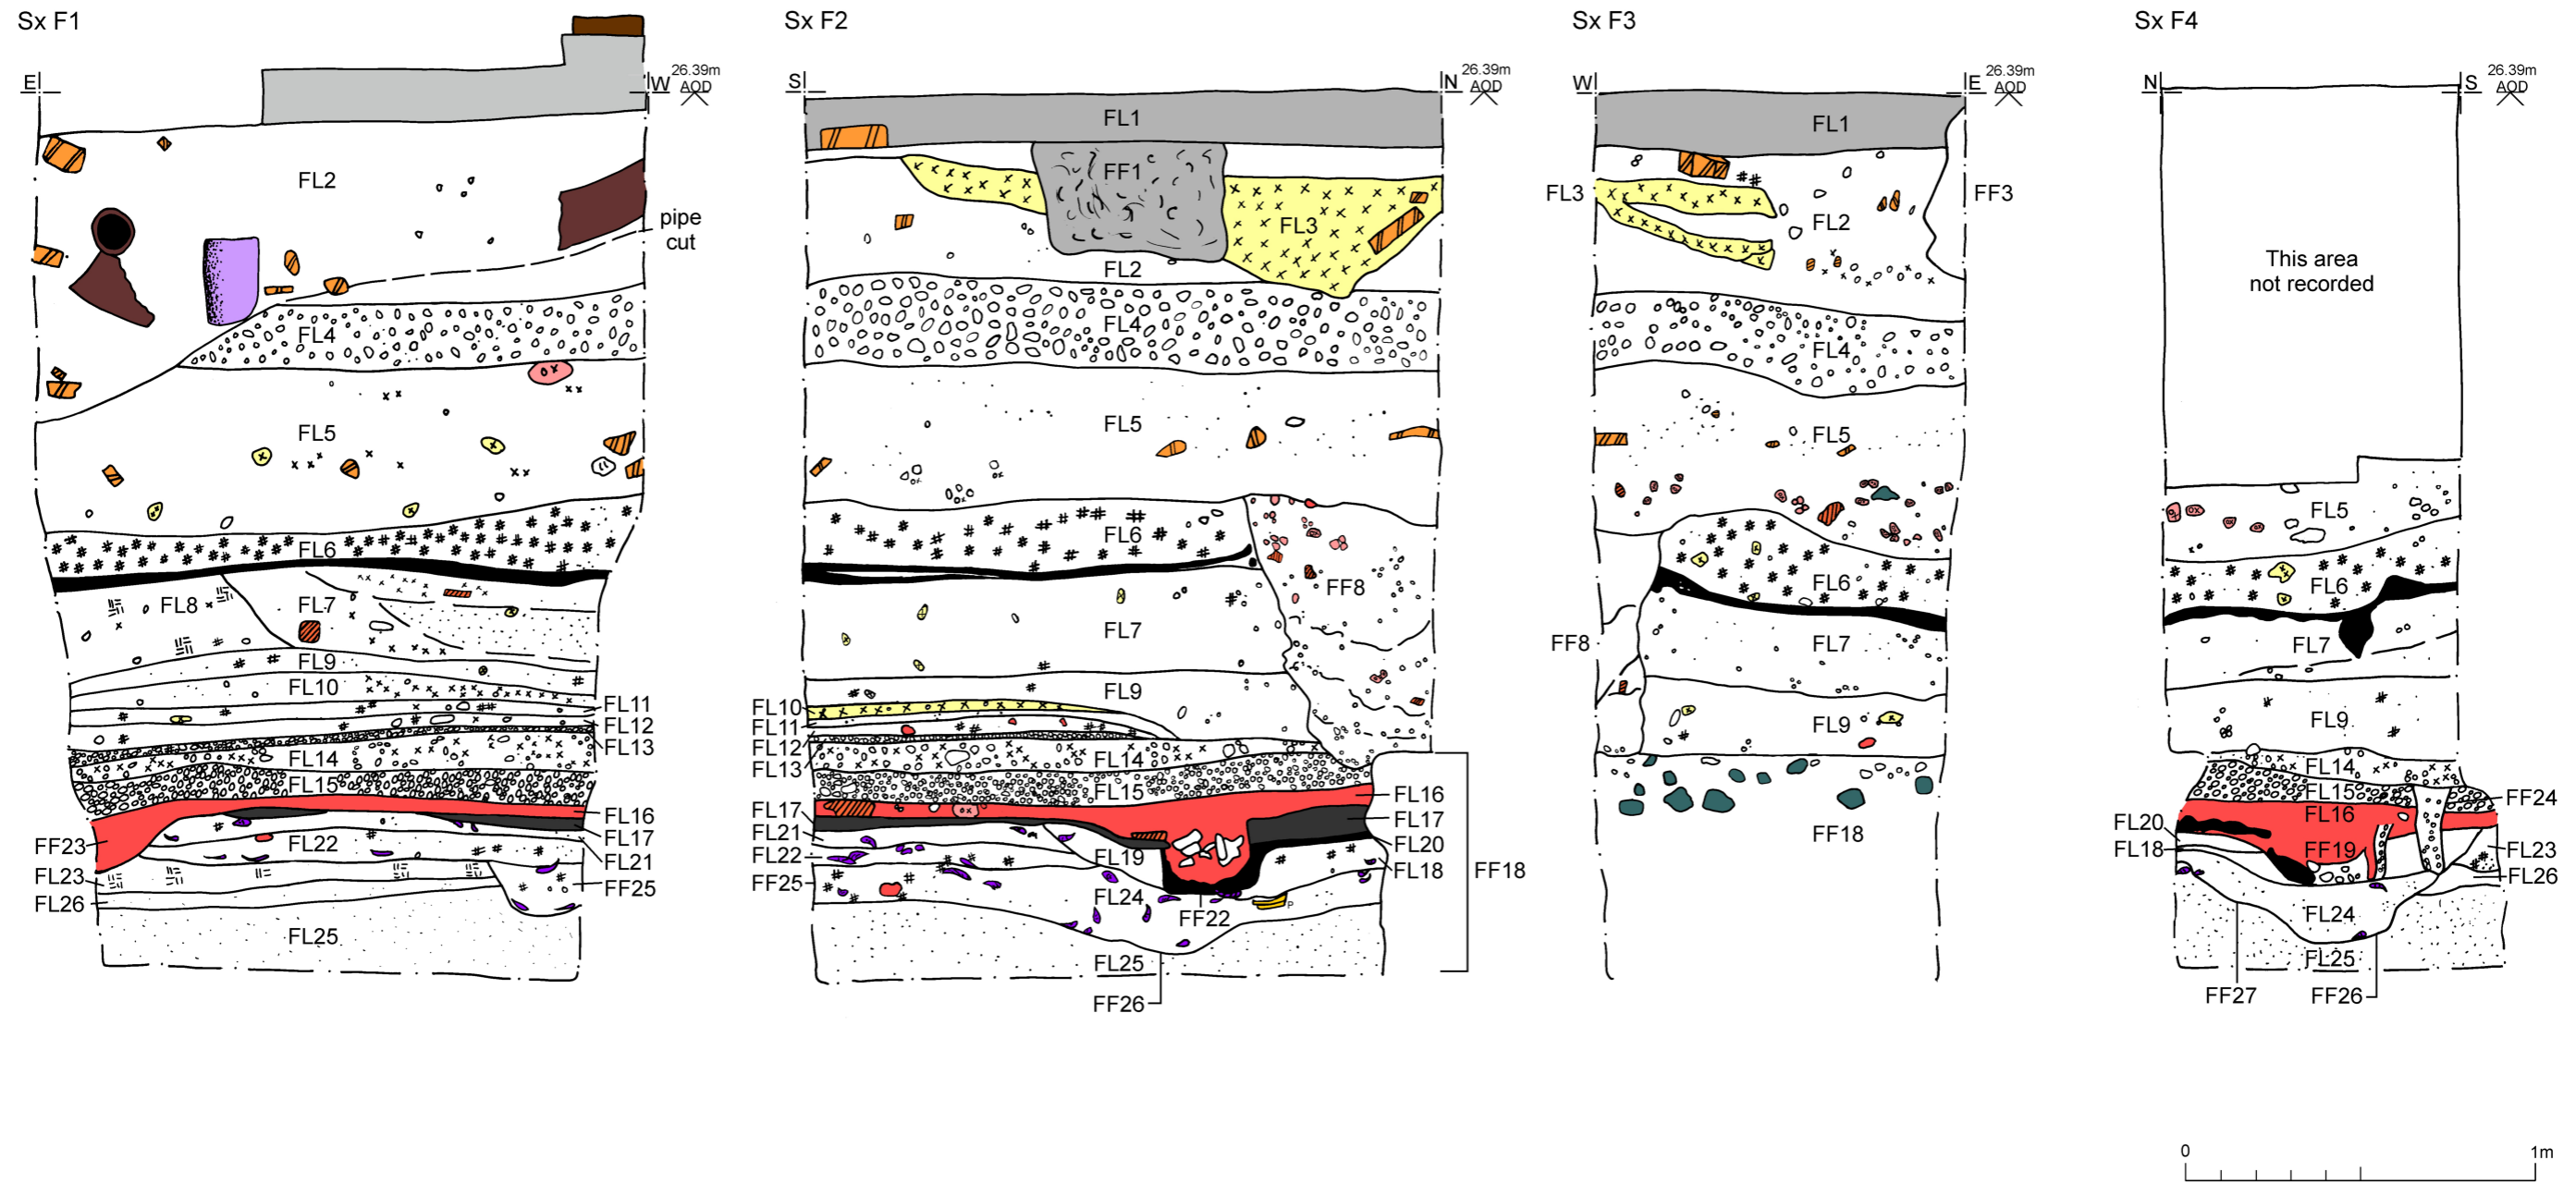 Sx F1
E
W
26.39m
AOD
FL2
pipe
cut
FL4
FL5
FL6
FL8
FL7
FL9
FL10
FL11
FL12
FL13
FL14
FL15
FL16
FL17
FF23
FL22
FL21
FL23
FF25
FL26
FL25
Sx F2
S
N
26.39m
AOD
FL1
FF1
FL3
FL2
FL4
FL5
FL6
FF8
FL7
FL9
FL10
FL11
FL12
FL13
FL14
FL15
FL16
FL17
FL17
FL21
FL20
FL22
FL19
FL18
FF18
FF25
FL24
FF22
P
FL25
FF26
Sx F3
W
E
26.39m
AOD
FL1
FL3
FF3
FL2
FL4
FL5
FL6
FF8
FL7
FL9
FF18
Sx F4
N
S
26.39m
AOD
This area
not recorded
FL5
FL6
FL7
FL9
FL14
FL15
FF24
FL16
FL20
FL18
FF19
FL23
FL26
FL24
FL25
FF27
FF26
0
1m